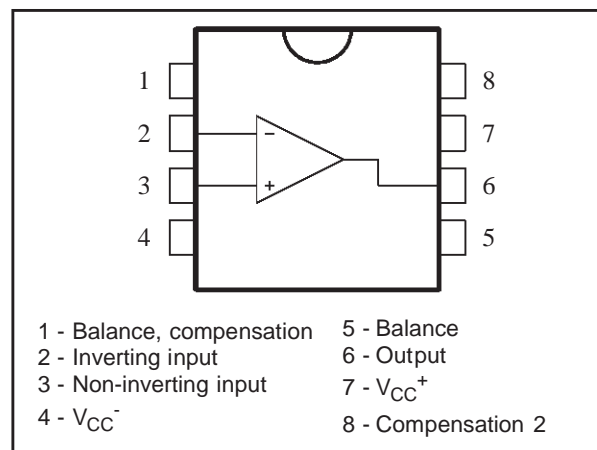 1
8
2
−
7
3
+
6
4
5
1 - Balance, compensation
2 - Inverting input
3 - Non-inverting input
4 - VCC-
5 - Balance
6 - Output
7 - VCC+
8 - Compensation 2